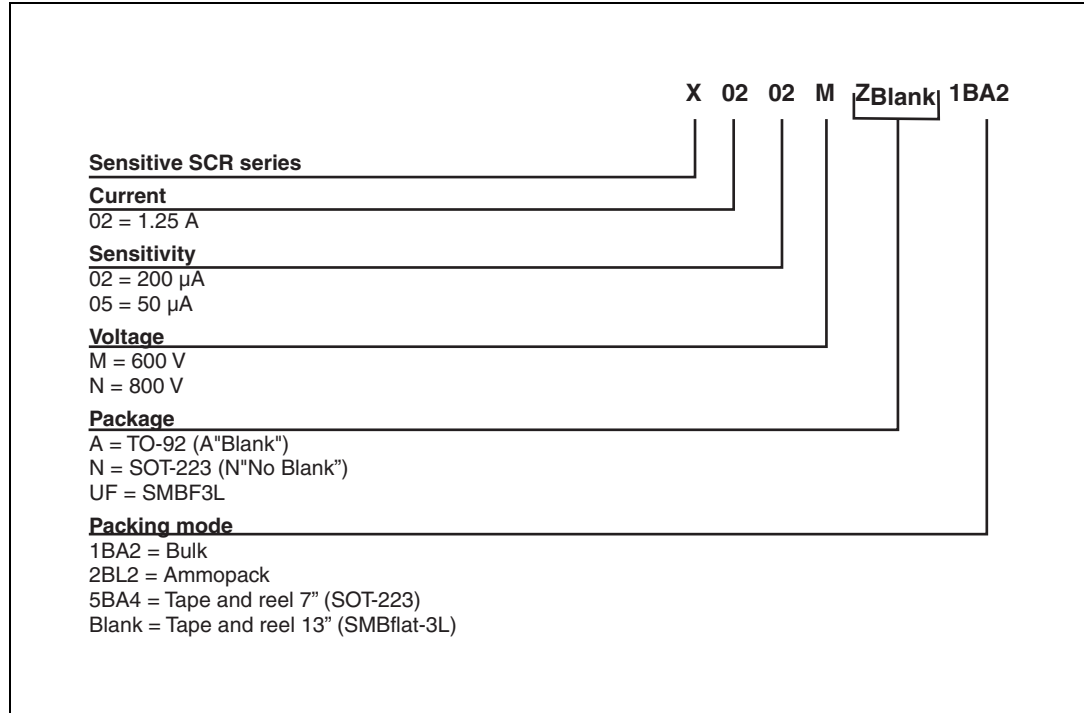 X 02 02 M ZBlank 1BA2
Sensitive SCR series
Current
02 = 1.25 A
Sensitivity
02 = 200 µA
05 = 50 µA
Voltage
M = 600 V
N = 800 V
Package
A = TO-92 (A"Blank")
N = SOT-223 (N"No Blank”)
UF = SMBF3L
Packing mode
1BA2 = Bulk
2BL2 = Ammopack
5BA4 = Tape and reel 7” (SOT-223)
Blank = Tape and reel 13” (SMBflat-3L)